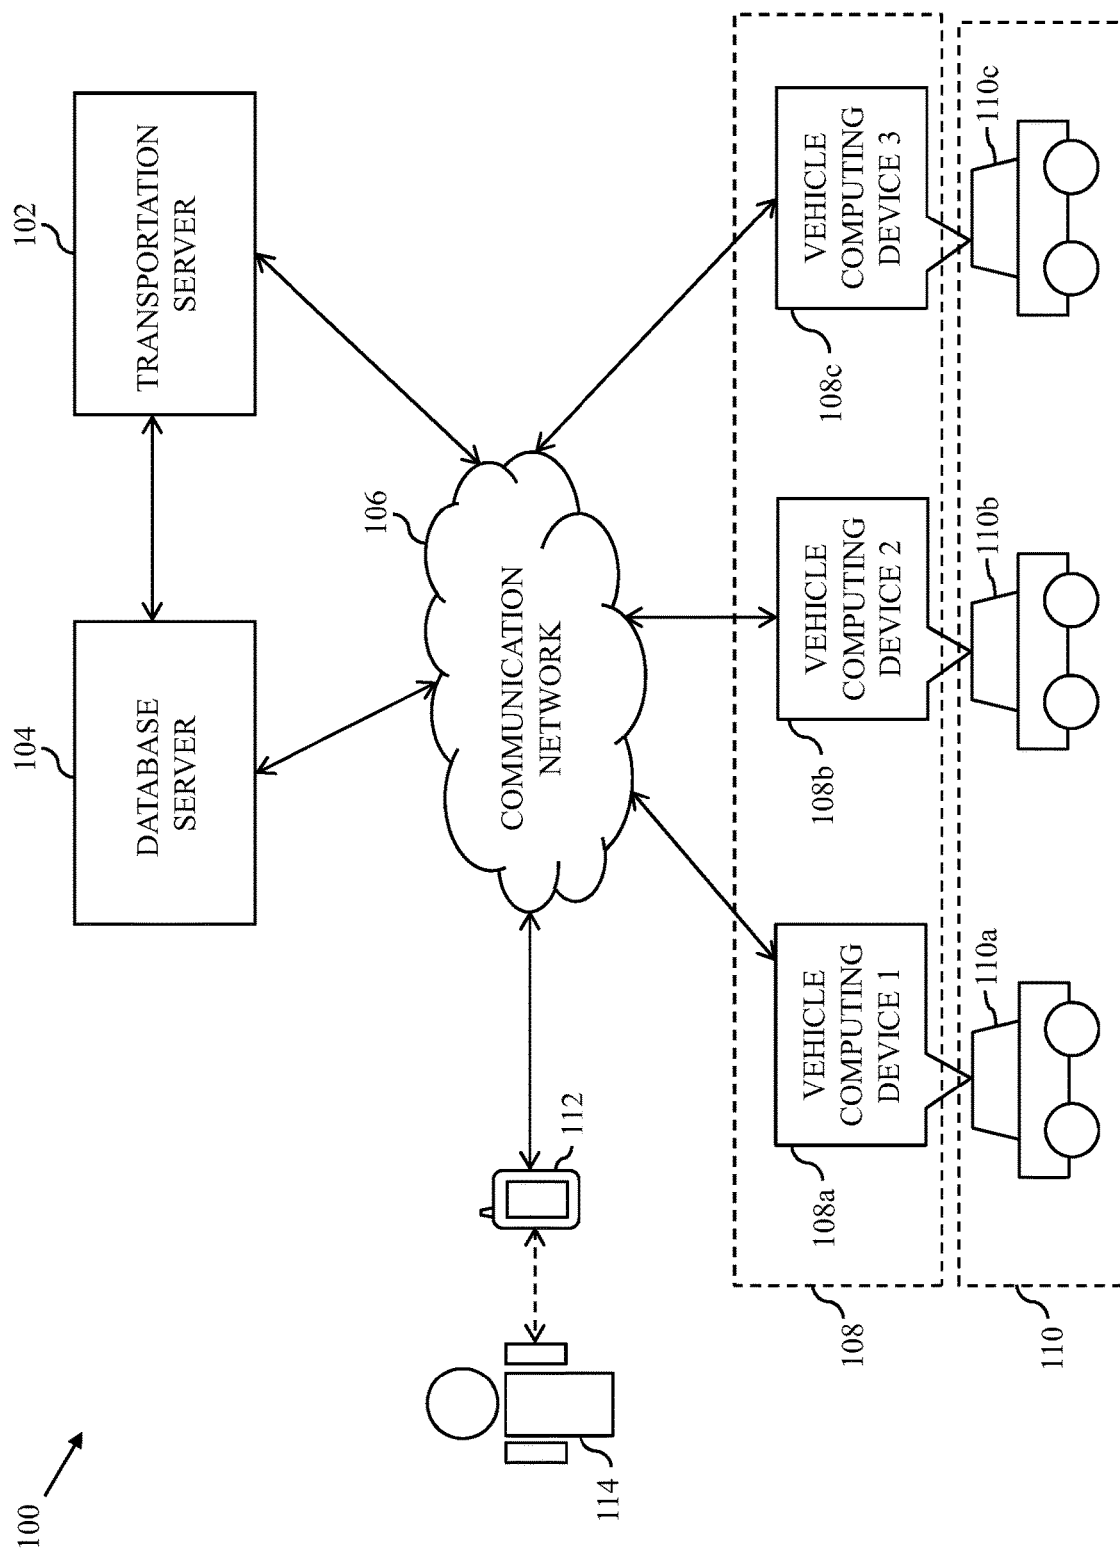 100
104
102
DATABASE
SERVER
TRANSPORTATION
SERVER
106
COMMUNICATION
NETWORK
112
114
108
108a
VEHICLE
COMPUTING
DEVICE 1
108b
VEHICLE
COMPUTING
DEVICE 2
108c
VEHICLE
COMPUTING
DEVICE 3
110
110a
110b
110c